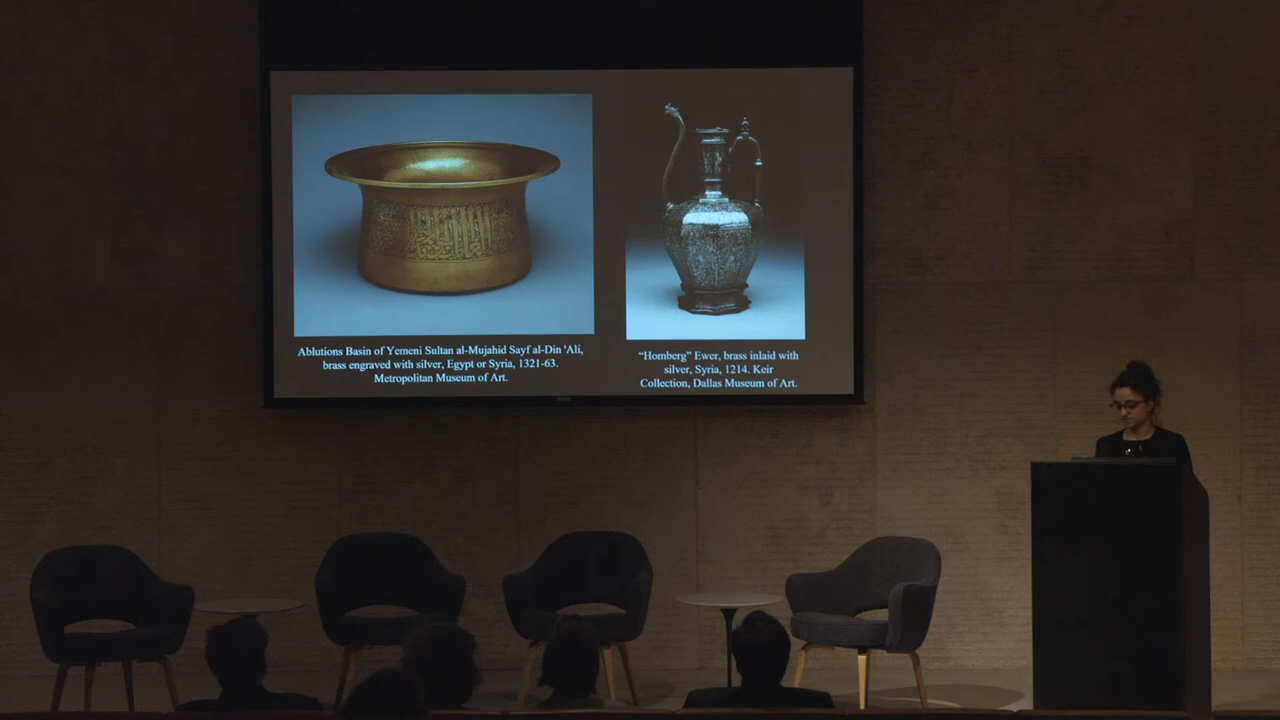 Ablutions Basin of Yemeni Sultan al-Mujahid Sayf al-Din 'Ali,
brass engraved with silver, Egypt or Syria, 1321-63.
Metropolitan Museum of Art.
“Homberg” Ewer, brass inlaid with
silver, Syria, 1214. Keir
Collection, Dallas Museum of Art.